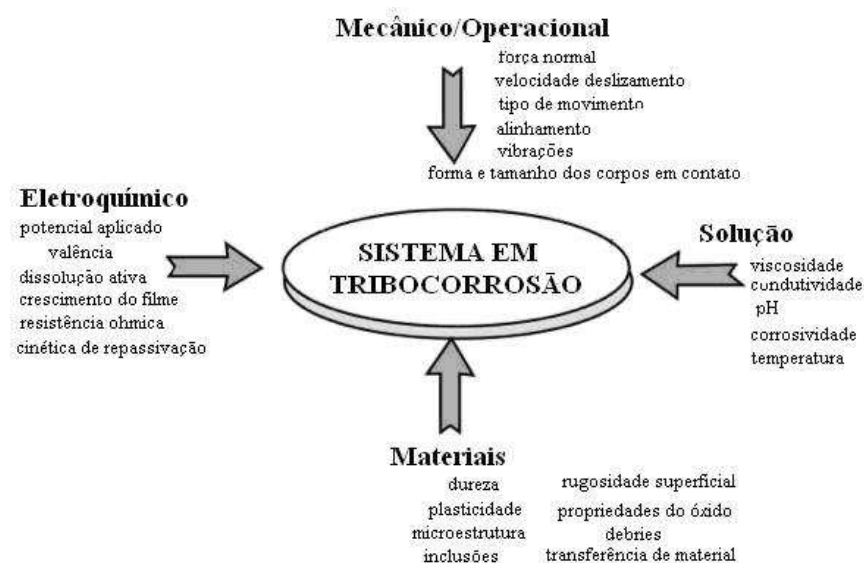 Mecânico/Operacional
força normal
velocidade deslizamento
tipo de movimento
alinhamento
vibrações
forma e tamanho dos corpos em contato
Eletroquímico
potencial aplicado
valência
dissolução ativa
crescimento do filme
resistência ohmica
cinética de repassivação
SISTEMA EM
TRIBOCORROSÃO
Solução
viscosidade
condutividade
pH
corrosividade
temperatura
Materiais
dureza
plasticidade
microestrutura
inclusões
rugosidade superficial
propriedades do óxido
debries
transferência de material